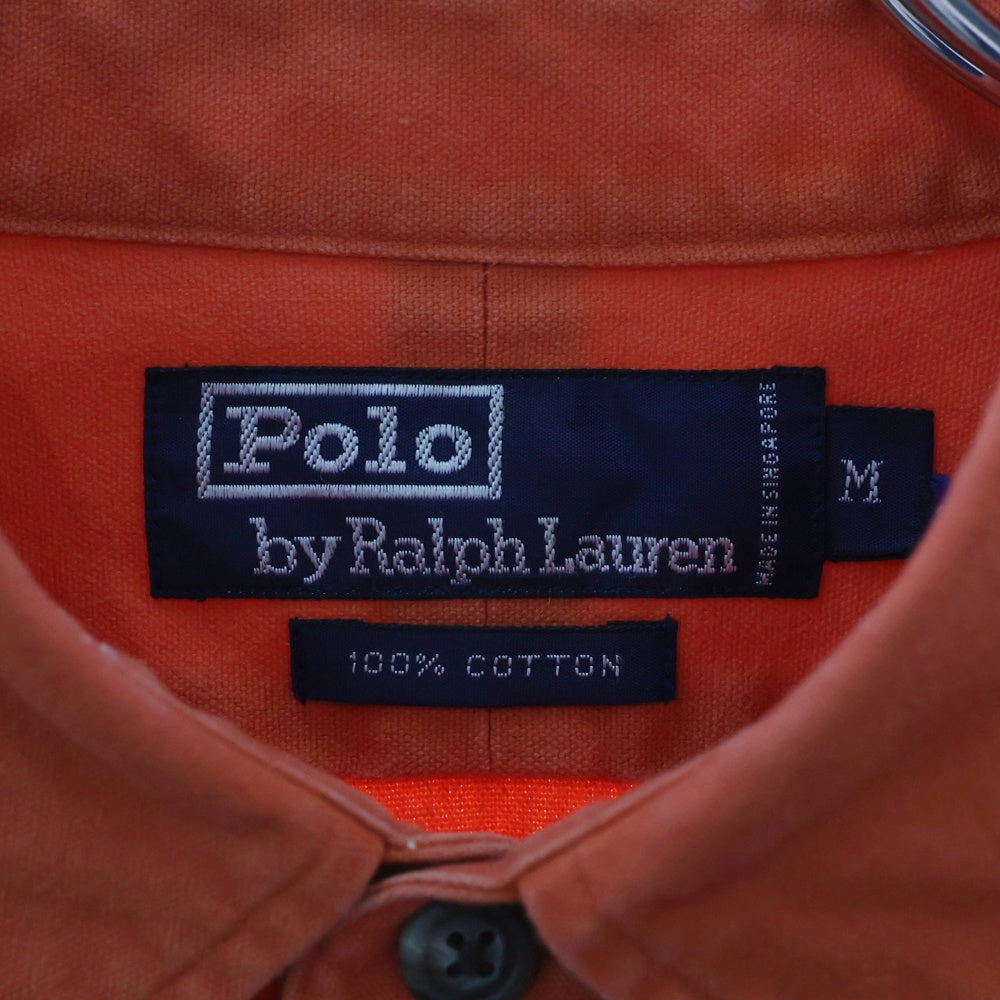 Polo
by Ralph Lauren
MADE IN SINGAPORE
M
100% COTTON